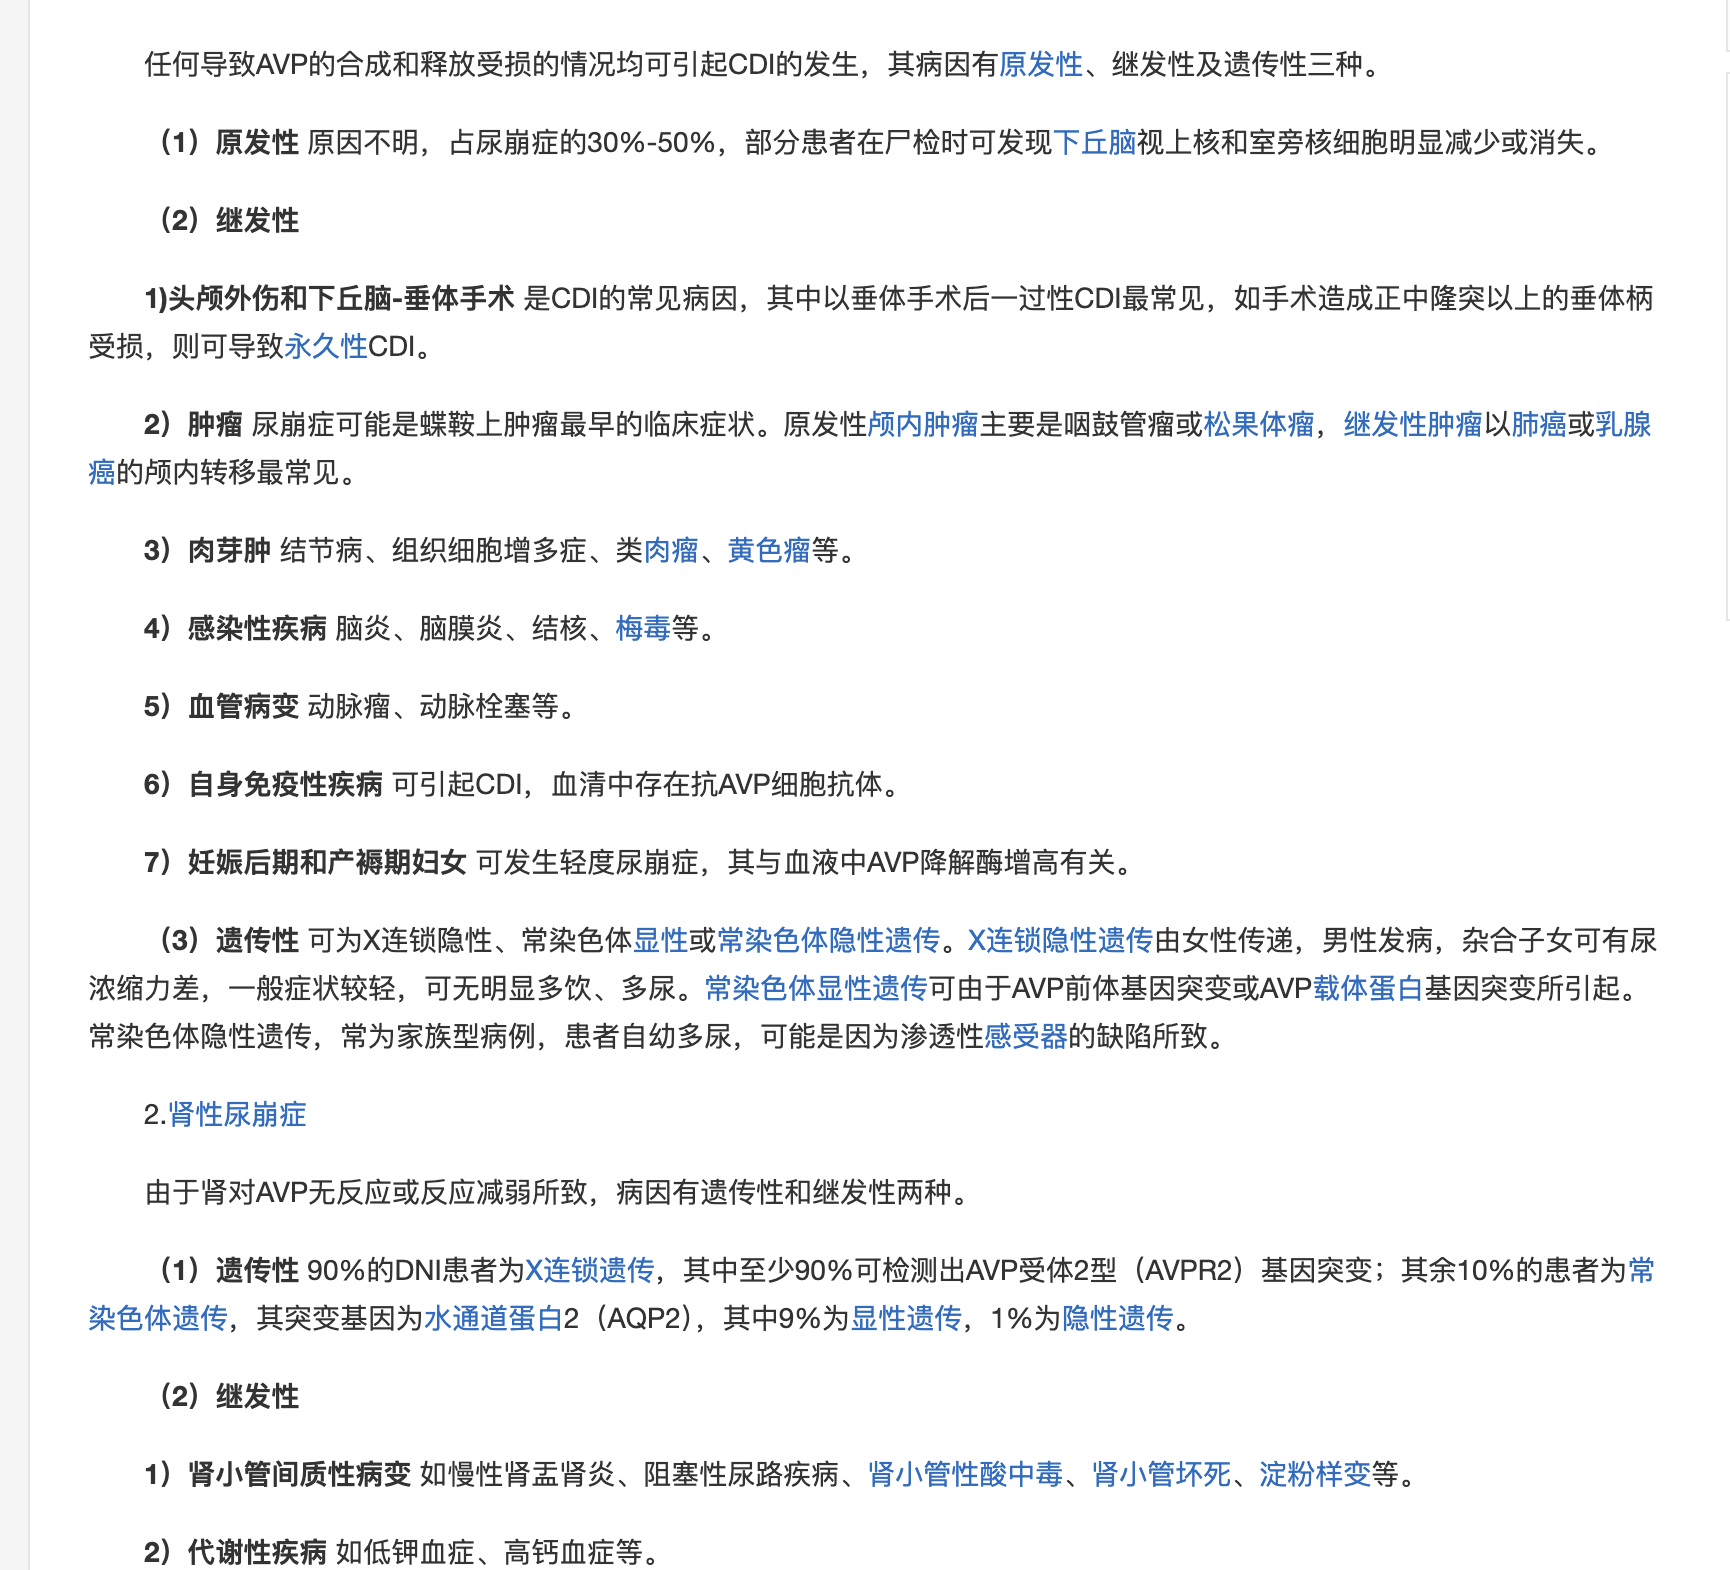 任何导致AVP的合成和释放受损的情况均可引起CDI的发生，其病因有原发性、继发性及遗传性三种。
（1）原发性 原因不明，占尿崩症的30%-50%，部分患者在尸检时可发现下丘脑视上核和室旁核细胞明显减少或消失。
（2）继发性
1)头颅外伤和下丘脑-垂体手术 是CDI的常见病因，其中以垂体手术后一过性CDI最常见，如手术造成正中隆突以上的垂体柄
受损，则可导致永久性CDI。
2）肿瘤 尿崩症可能是蝶鞍上肿瘤最早的临床症状。原发性颅内肿瘤主要是咽鼓管瘤或松果体瘤，继发性肿瘤以肺癌或乳腺
癌的颅内转移最常见。
3）肉芽肿 结节病、组织细胞增多症、类肉瘤、黄色瘤等。
4）感染性疾病 脑炎、脑膜炎、结核、梅毒等。
5）血管病变 动脉瘤、动脉栓塞等。
6）自身免疫性疾病 可引起CDI，血清中存在抗AVP细胞抗体。
7）妊娠后期和产褥期妇女 可发生轻度尿崩症，其与血液中AVP降解酶增高有关。
（3）遗传性 可为X连锁隐性、常染色体显性或常染色体隐性遗传。X连锁隐性遗传由女性传递，男性发病，杂合子女可有尿
浓缩力差，一般症状较轻，可无明显多饮、多尿。常染色体显性遗传可由于AVP前体基因突变或AVP载体蛋白基因突变所引起。
常染色体隐性遗传，常为家族型病例，患者自幼多尿，可能是因为渗透性感受器的缺陷所致。
2.肾性尿崩症
由于肾对AVP无反应或反应减弱所致，病因有遗传性和继发性两种。
（1）遗传性 90%的DNI患者为X连锁遗传，其中至少90%可检测出AVP受体2型（AVPR2）基因突变；其余10%的患者为常
染色体遗传，其突变基因为水通道蛋白2（AQP2），其中9%为显性遗传，1%为隐性遗传。
（2）继发性
1）肾小管间质性病变 如慢性肾盂肾炎、阻塞性尿路疾病、肾小管性酸中毒、肾小管坏死、淀粉样变等。
2）代谢性疾病 如低钾血症、高钙血症等。